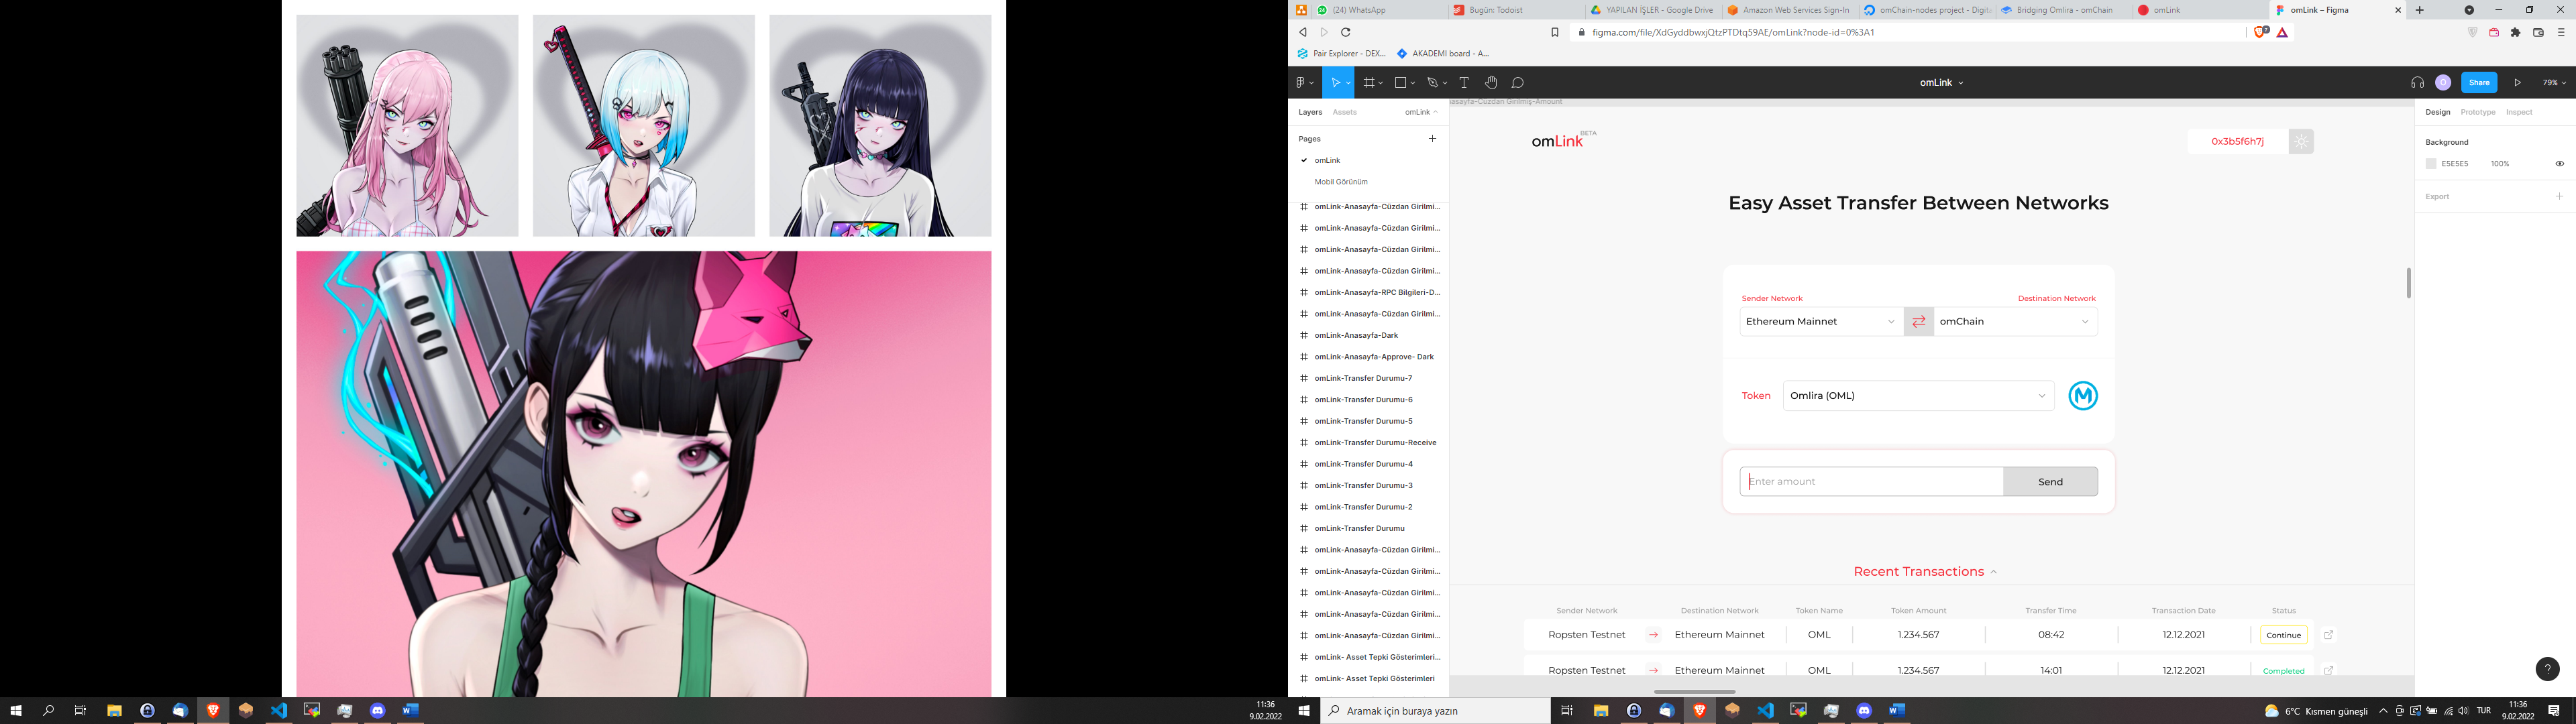 (24) WhatsApp
Bugün: Todoist
YAPILAN İŞLER - Google Drive
Amazon Web Services Sign-In
omChain-nodes project - Digita
Bridging Omlira - omChain
omLink
omLink – Figma
figma.com/file/XdGyddbwxjQtzPTDtq59AE/omLink?node-id=0%3A1
Pair Explorer - DEX...
AKADEMI board - A...
omLink
O
Share
79%
Layers
Assets
omLink
Pages
omLink
Mobil Görünüm
omLink-Anasayfa-Cüzdan Girilmi...
omLink-Anasayfa-Cüzdan Girilmi...
omLink-Anasayfa-Cüzdan Girilmi...
omLink-Anasayfa-Cüzdan Girilmi...
omLink-Anasayfa-RPC Bilgileri-D...
omLink-Anasayfa-Cüzdan Girilmi...
omLink-Anasayfa-Dark
omLink-Anasayfa-Approve- Dark
omLink-Transfer Durumu-7
omLink-Transfer Durumu-6
omLink-Transfer Durumu-5
omLink-Transfer Durumu-Receive
omLink-Transfer Durumu-4
omLink-Transfer Durumu-3
omLink-Transfer Durumu-2
omLink-Transfer Durumu
omLink-Anasayfa-Cüzdan Girilmi...
omLink-Anasayfa-Cüzdan Girilmi...
omLink-Anasayfa-Cüzdan Girilmi...
omLink-Anasayfa-Cüzdan Girilmi...
omLink-Anasayfa-Cüzdan Girilmi...
omLink- Asset Tepki Gösterimleri...
omLink- Asset Tepki Gösterimleri
asayfa-Cüzdan Girilmiş-Amount
omLink BETA
0x3b5f6h7j
Easy Asset Transfer Between Networks
Sender Network
Destination Network
Ethereum Mainnet
omChain
Token
Omlira (OML)
Enter amount
Send
Recent Transactions
Sender Network Destination Network Token Name Token Amount Transfer Time Transaction Date Status
Ropsten Testnet Ethereum Mainnet OML 1.234.567 08:42 12.12.2021 Continue
Ropsten Testnet Ethereum Mainnet OML 1.234.567 14:01 12.12.2021 Completed
Design
Prototype
Inspect
Background
E5E5E5
100%
Export
?
11:36
9.02.2022
Aramak için buraya yazın
6°C Kısmen güneşli
TUR
11:36
9.02.2022